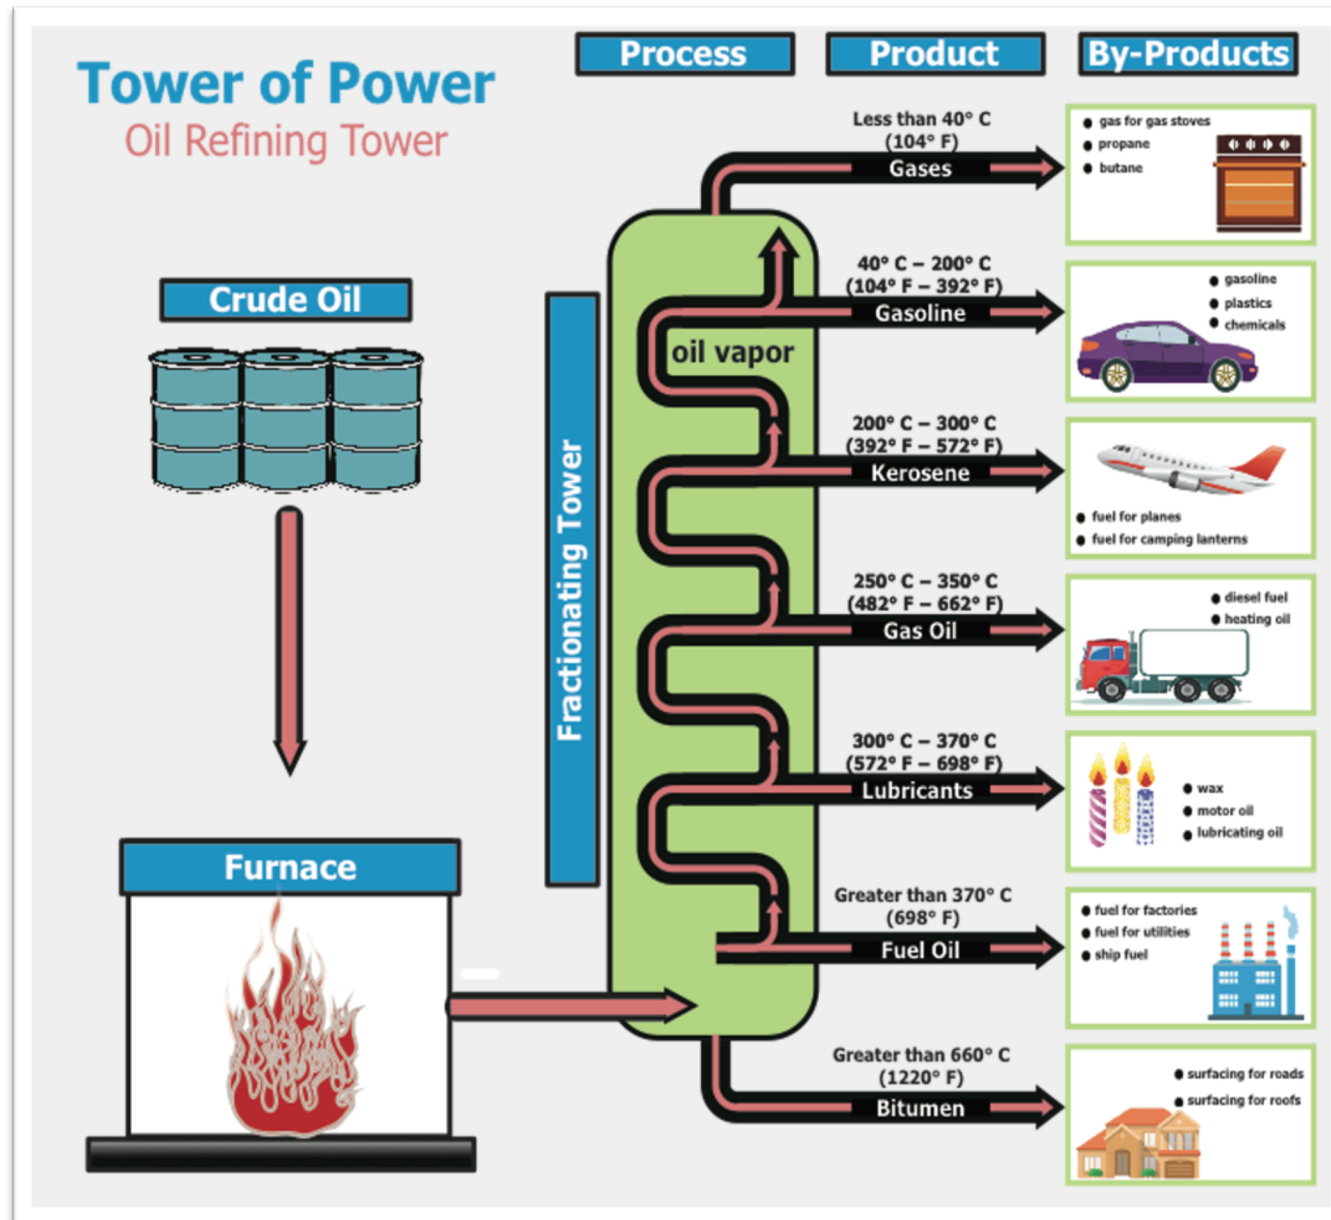 Tower of Power
Oil Refining Tower
Process
Product
By-Products
Crude Oil
Furnace
Fractionating Tower
oil vapor
Less than 40° C
(104° F)
Gases
gas for gas stoves
propane
butane
40° C – 200° C
(104° F – 392° F)
Gasoline
gasoline
plastics
chemicals
200° C – 300° C
(392° F – 572° F)
Kerosene
fuel for planes
fuel for camping lanterns
250° C – 350° C
(482° F – 662° F)
Gas Oil
diesel fuel
heating oil
300° C – 370° C
(572° F – 698° F)
Lubricants
wax
motor oil
lubricating oil
Greater than 370° C
(698° F)
Fuel Oil
fuel for factories
fuel for utilities
ship fuel
Greater than 660° C
(1220° F)
Bitumen
surfacing for roads
surfacing for roofs